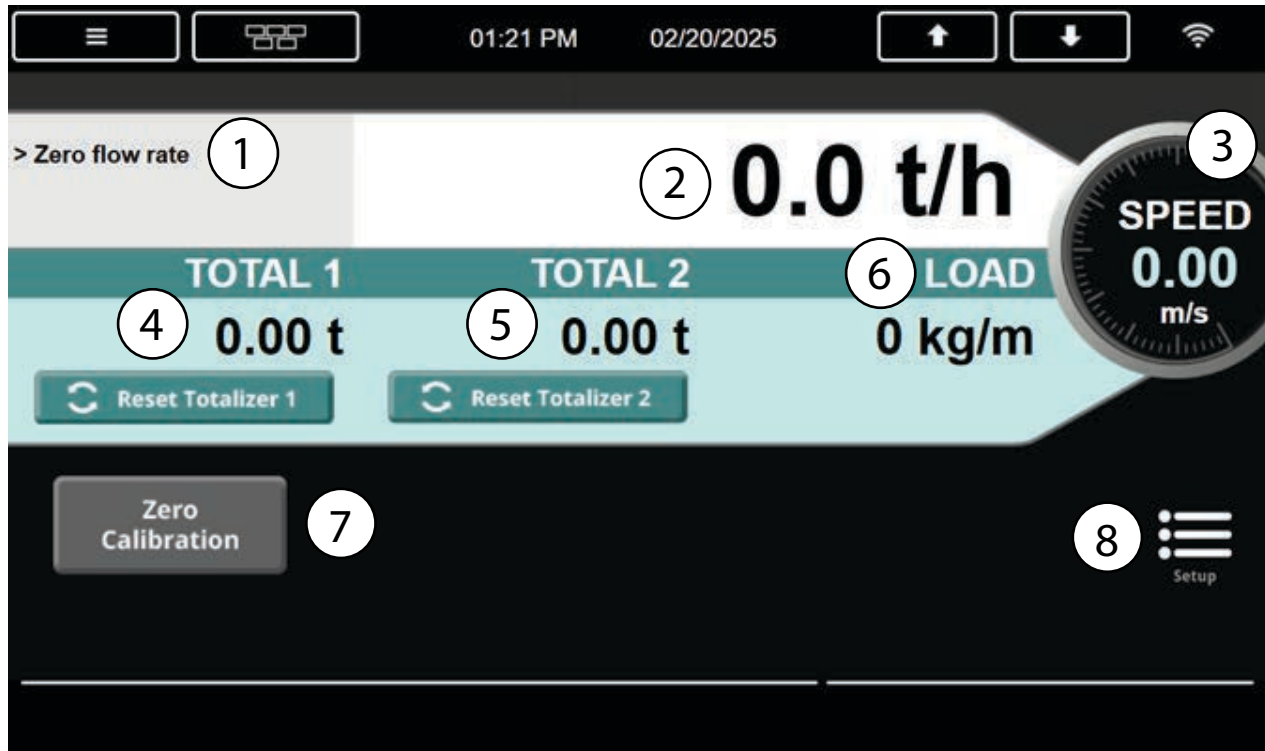 01:21 PM 02/20/2025
> Zero flow rate 1
2 0.0 t/h
3
SPEED
0.00
m/s
TOTAL 1 TOTAL 2 6 LOAD
4 0.00 t 5 0.00 t 0 kg/m
Reset Totalizer 1 Reset Totalizer 2
Zero
Calibration
7
8
Setup